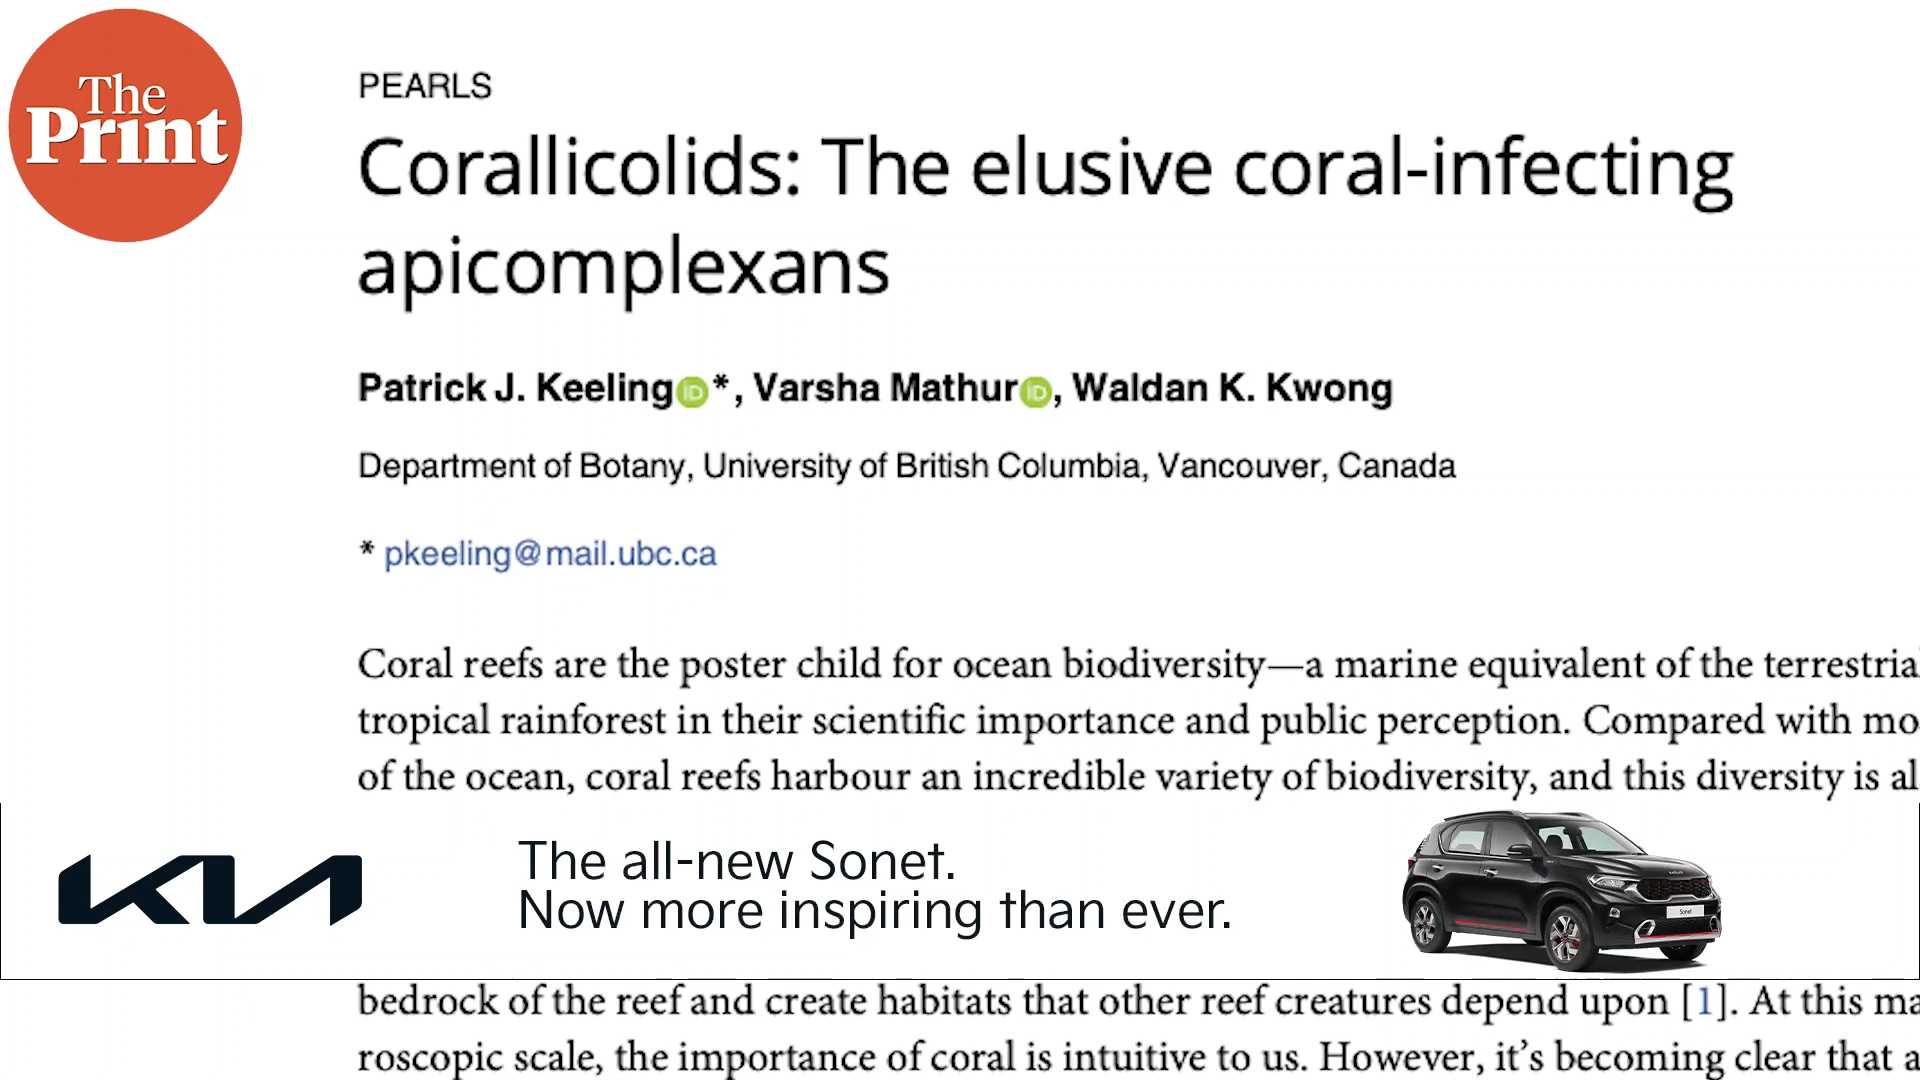 The
Print
PEARLS
Corallicolids: The elusive coral-infecting
apicomplexans
Patrick J. Keeling iD *, Varsha Mathur iD, Waldan K. Kwong
Department of Botany, University of British Columbia, Vancouver, Canada
* pkeeling@mail.ubc.ca
Coral reefs are the poster child for ocean biodiversity—a marine equivalent of the terrestrial
tropical rainforest in their scientific importance and public perception. Compared with mo
of the ocean, coral reefs harbour an incredible variety of biodiversity, and this diversity is al
KIA
The all-new Sonet.
Now more inspiring than ever.
Sonet
bedrock of the reef and create habitats that other reef creatures depend upon [1]. At this ma
roscopic scale, the importance of coral is intuitive to us. However, it's becoming clear that a